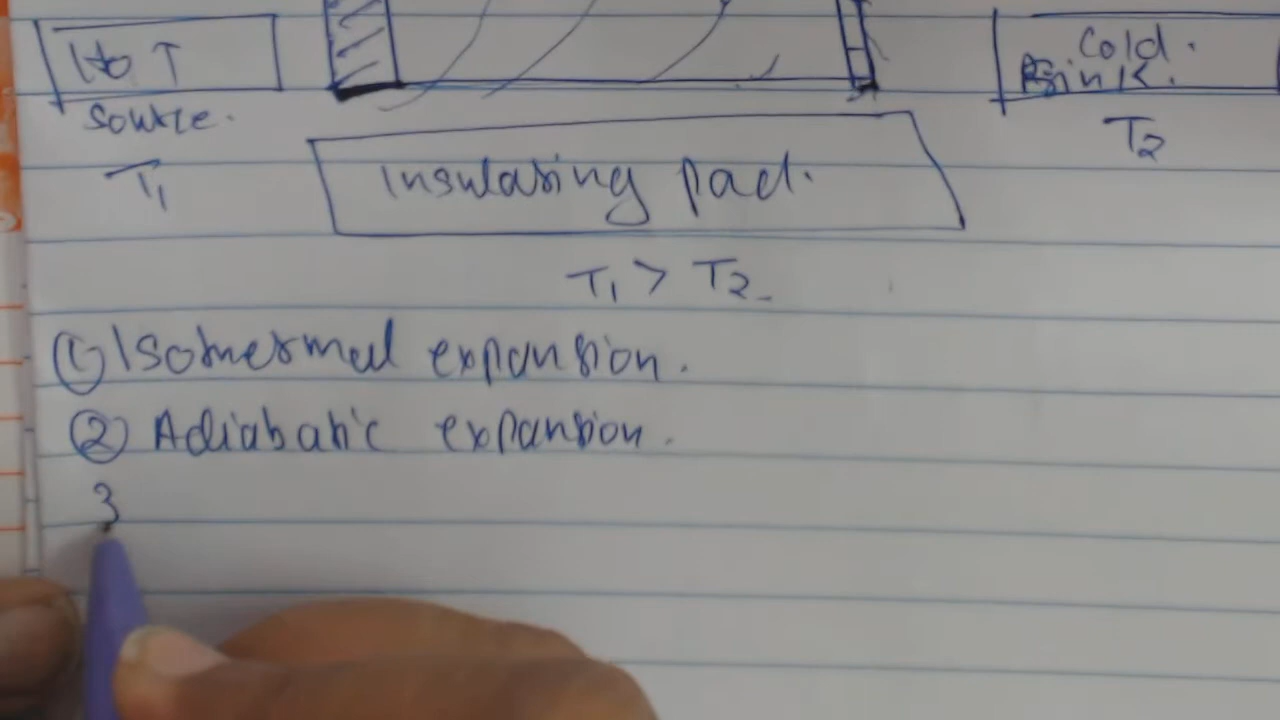 Hot
Cold.
Sink.
Source.
T2
T1
Insulating pad.
T1 > T2
① Isothermal expansion.
② Adiabatic expansion.
3